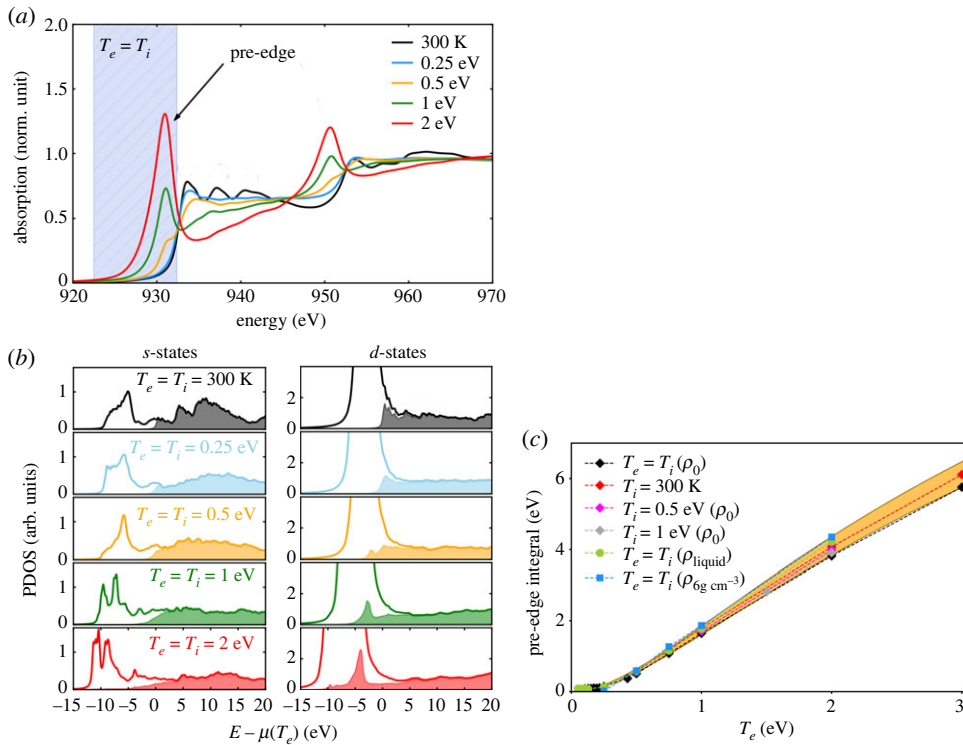 (a)
2.0
1.5
1.0
0.5
0
absorption (norm. unit)
T_e = T_i
pre-edge
300 K
0.25 eV
0.5 eV
1 eV
2 eV
920 930 940 950 960 970
energy (eV)
(b)
s-states d-states
T_e = T_i = 300 K
T_e = T_i = 0.25 eV
T_e = T_i = 0.5 eV
T_e = T_i = 1 eV
T_e = T_i = 2 eV
1
0
1
0
1
0
1
0
1
0
2
0
2
0
2
0
2
0
2
0
PDOS (arb. units)
−15 −10 −5 0 5 10 15 20
−15 −10 −5 0 5 10 15 20
E – μ(T_e) (eV)
(c)
T_e = T_i (ρ_0)
T_i = 300 K
T_i = 0.5 eV (ρ_0)
T_i = 1 eV (ρ_0)
T_e = T_i (ρ_liquid)
T_e = T_i (ρ_6g cm⁻³)
6
4
2
0
pre-edge integral (eV)
0 1 2 3
T_e (eV)